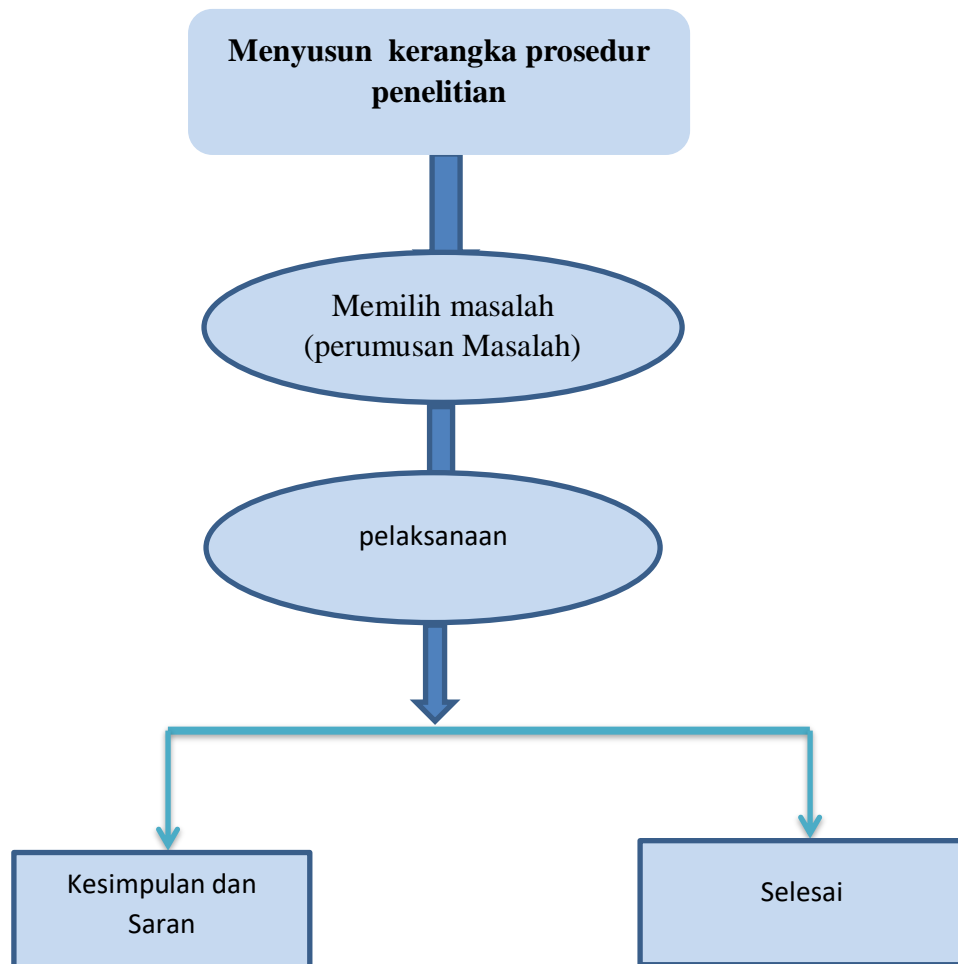 Menyusun kerangka prosedur
penelitian
Memilih masalah
(perumusan Masalah)
pelaksanaan
Kesimpulan dan
Saran
Selesai